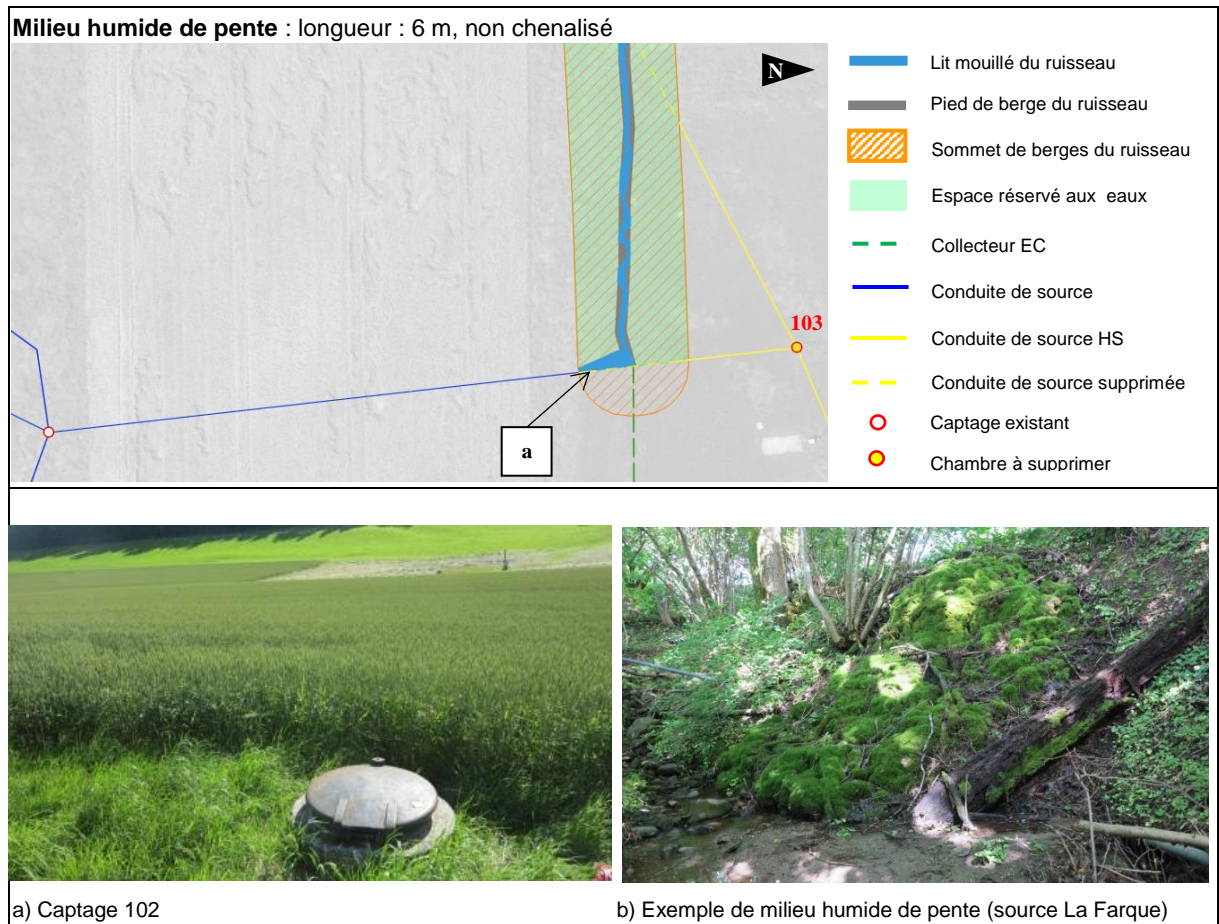 Milieu humide de pente : longueur : 6 m, non chenalisé
N
103
a
Lit mouillé du ruisseau
Pied de berge du ruisseau
Sommet de berges du ruisseau
Espace réservé aux eaux
Collecteur EC
Conduite de source
Conduite de source HS
Conduite de source supprimée
Captage existant
Chambre à supprimer
a) Captage 102
b) Exemple de milieu humide de pente (source La Farque)